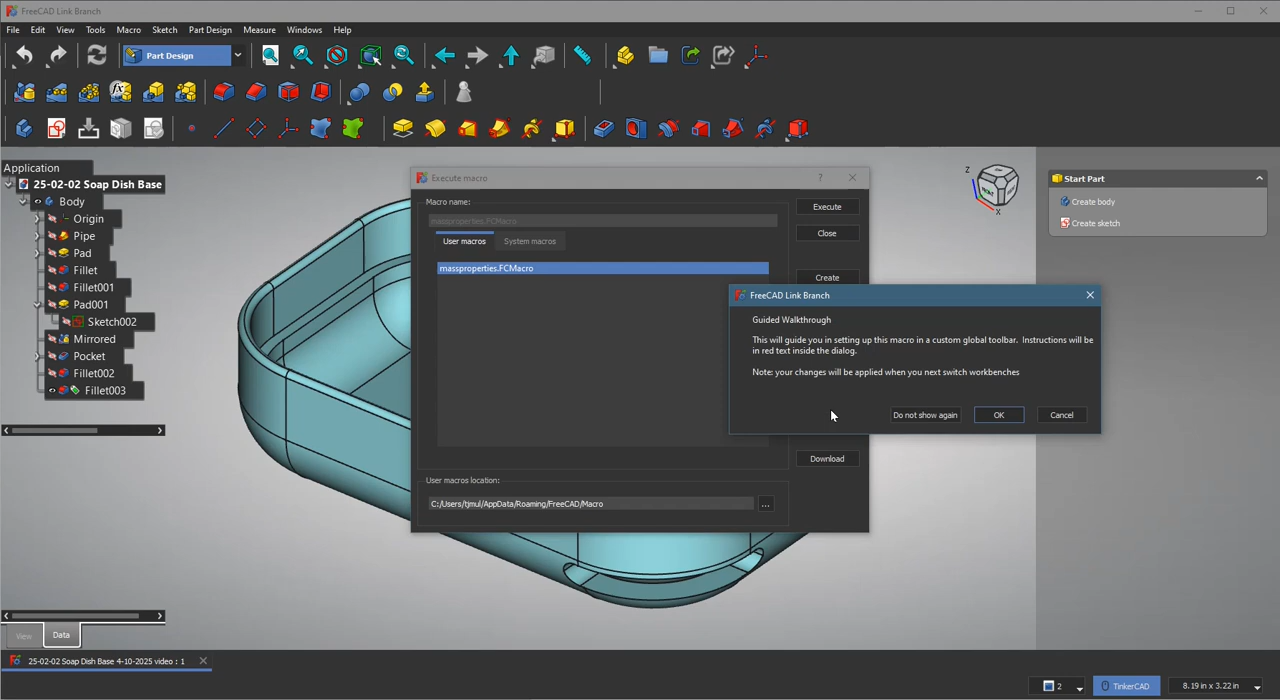 FreeCAD Link Branch
File Edit View Tools Macro Sketch Part Design Measure Windows Help
Part Design
Application
25-02-02 Soap Dish Base
Body
Origin
Pipe
Pad
Fillet
Fillet001
Pad001
Sketch002
Mirrored
Pocket
Fillet002
Fillet003
View
Data
Execute macro
?
Macro name:
massproperties.FCMacro
User macros
System macros
massproperties.FCMacro
Execute
Close
Create
Download
User macros location:
C:/Users/tjmul/AppData/Roaming/FreeCAD/Macro
...
FreeCAD Link Branch
Guided Walkthrough
This will guide you in setting up this macro in a custom global toolbar. Instructions will be
in red text inside the dialog.
Note: your changes will be applied when you next switch workbenches
Do not show again
OK
Cancel
Z
X
Start Part
Create body
Create sketch
25-02-02 Soap Dish Base 4-10-2025 video : 1
2
TinkerCAD
8.19 in x 3.22 in